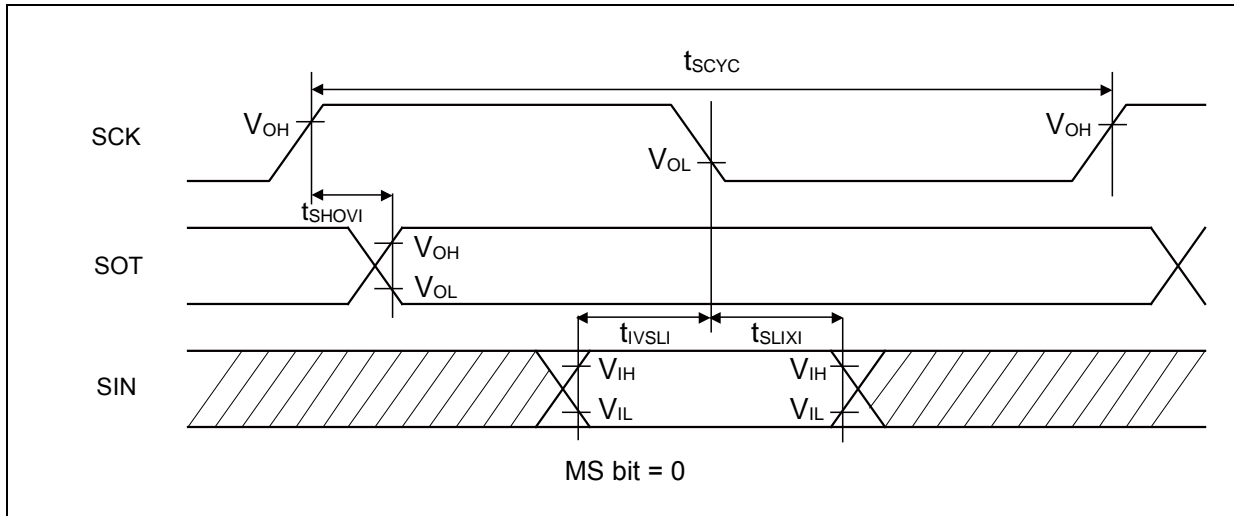 tSCYC
SCK
VOH
VOL
VOH
tSHOVI
SOT
VOH
VOL
tIVSLI
tSLIXI
SIN
VIH
VIL
VIH
VIL
MS bit = 0